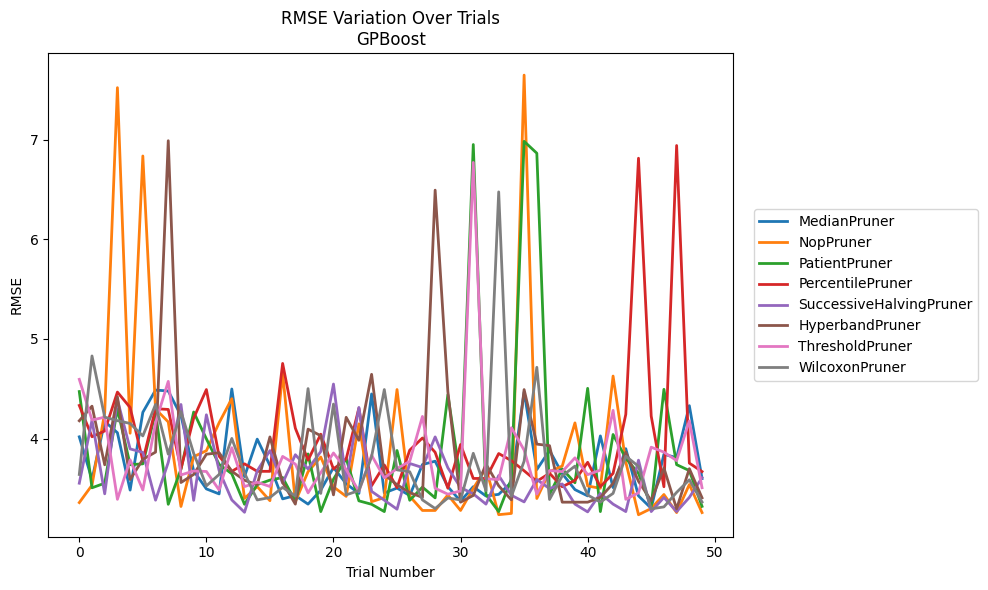 RMSE Variation Over Trials
GPBoost
RMSE
7
6
5
4
0
10
20
30
40
50
Trial Number
MedianPruner
NopPruner
PatientPruner
PercentilePruner
SuccessiveHalvingPruner
HyperbandPruner
ThresholdPruner
WilcoxonPruner